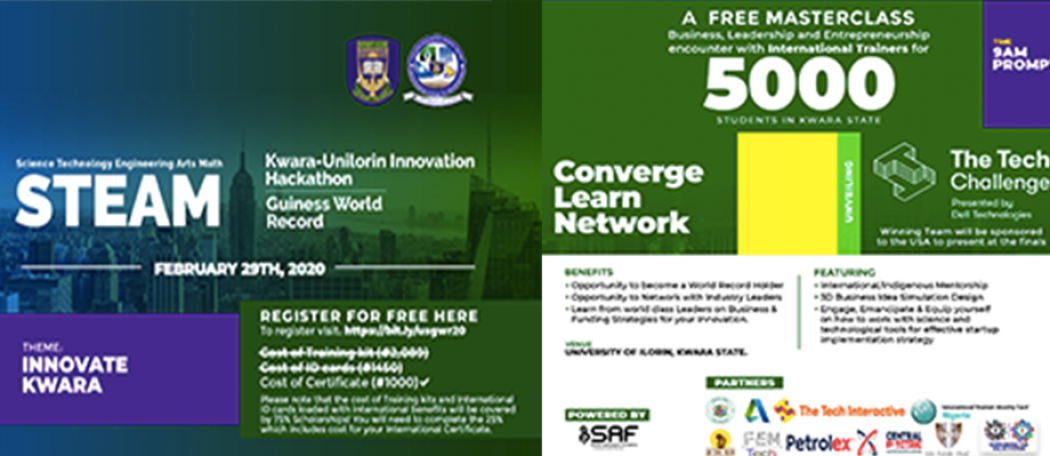 Science Technology Engineering Arts Math
STEAM
Kwara-Unilorin Innovation
Hackathon
Guiness World
Record
FEBRUARY 29TH, 2020
THEME:
INNOVATE
KWARA
REGISTER FOR FREE HERE
To register visit. https://bit.ly/usgwr20
Cost of Training kit (#2,089)
Cost of ID cards (#1450)
Cost of Certificate (#1000)✓
Please note that the cost of Training kits and International
ID cards loaded with International Benefits will be covered
by 75% Scholarships! You will need to complete the 25%
which includes cost for your International Certificate.
A FREE MASTERCLASS
Business, Leadership and Entrepreneurship
encounter with International Trainers for
5000
STUDENTS IN KWARA STATE
9AM
PROMPT
Converge
Learn
Network
UNVEILING
The Tech
Challenge
Presented by
Dell Technologies
Winning Team will be sponsored
to the USA to present at the finals
BENEFITS
• Opportunity to become a World Record Holder
• Opportunity to Network with Industry Leaders
• Learn from world class Leaders on Business &
Funding Strategies for your innovation.
VENUE
UNIVERSITY OF ILORIN, KWARA STATE.
FEATURING
• International/Indigenous Mentorship
• 3D Business Idea Simulation Design
• Engage, Emancipate & Equip yourself
on how to work with science and
technological tools for effective startup
implementation strategy
POWERED BY
SAF
PARTNERS
The Tech Interactive
Nigeria
FEM
Tech
Petrolex
CENTRAL